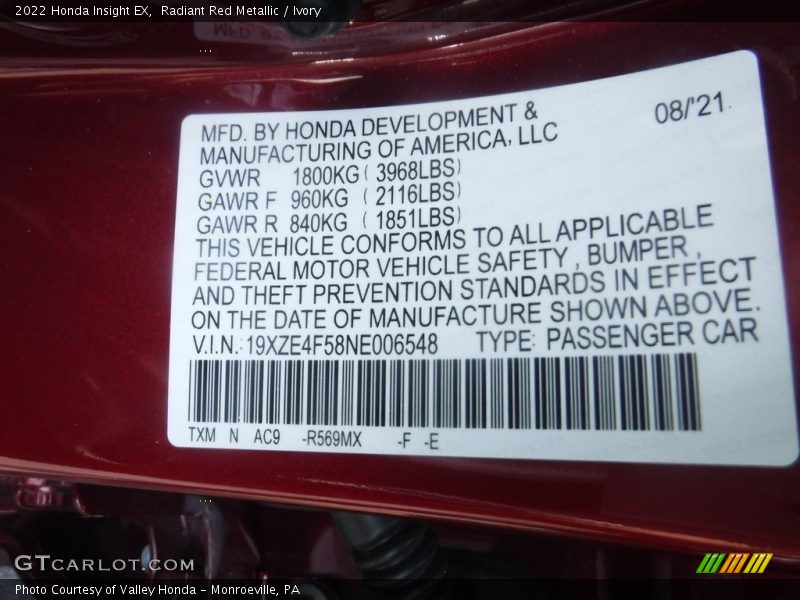 2022 Honda Insight EX, Radiant Red Metallic / Ivory
08/'21
MFD. BY HONDA DEVELOPMENT &
MANUFACTURING OF AMERICA, LLC
GVWR 1800KG ( 3968LBS)
GAWR F 960KG ( 2116LBS)
GAWR R 840KG ( 1851LBS)
THIS VEHICLE CONFORMS TO ALL APPLICABLE
FEDERAL MOTOR VEHICLE SAFETY , BUMPER ,
AND THEFT PREVENTION STANDARDS IN EFFECT
ON THE DATE OF MANUFACTURE SHOWN ABOVE.
V.I.N.: 19XZE4F58NE006548 TYPE: PASSENGER CAR
TXM N AC9 -R569MX -F -E
GTCARLOT.COM
Photo Courtesy of Valley Honda - Monroeville, PA